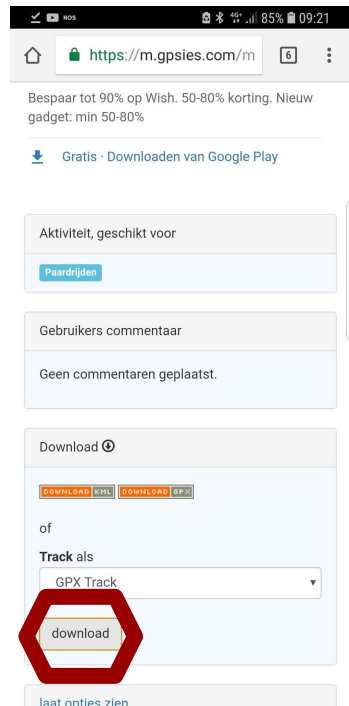 NOS 4G+ 85% 09:21
https://m.gpsies.com/m 6
Bespaar tot 90% op Wish. 50-80% korting. Nieuw
gadget: min 50-80%
Gratis · Downloaden van Google Play
Aktiviteit, geschikt voor
Paardrijden
Gebruikers commentaar
Geen commentaren geplaatst.
Download
DOWNLOAD KML DOWNLOAD GPX
of
Track als
GPX Track
download
laat opties zien